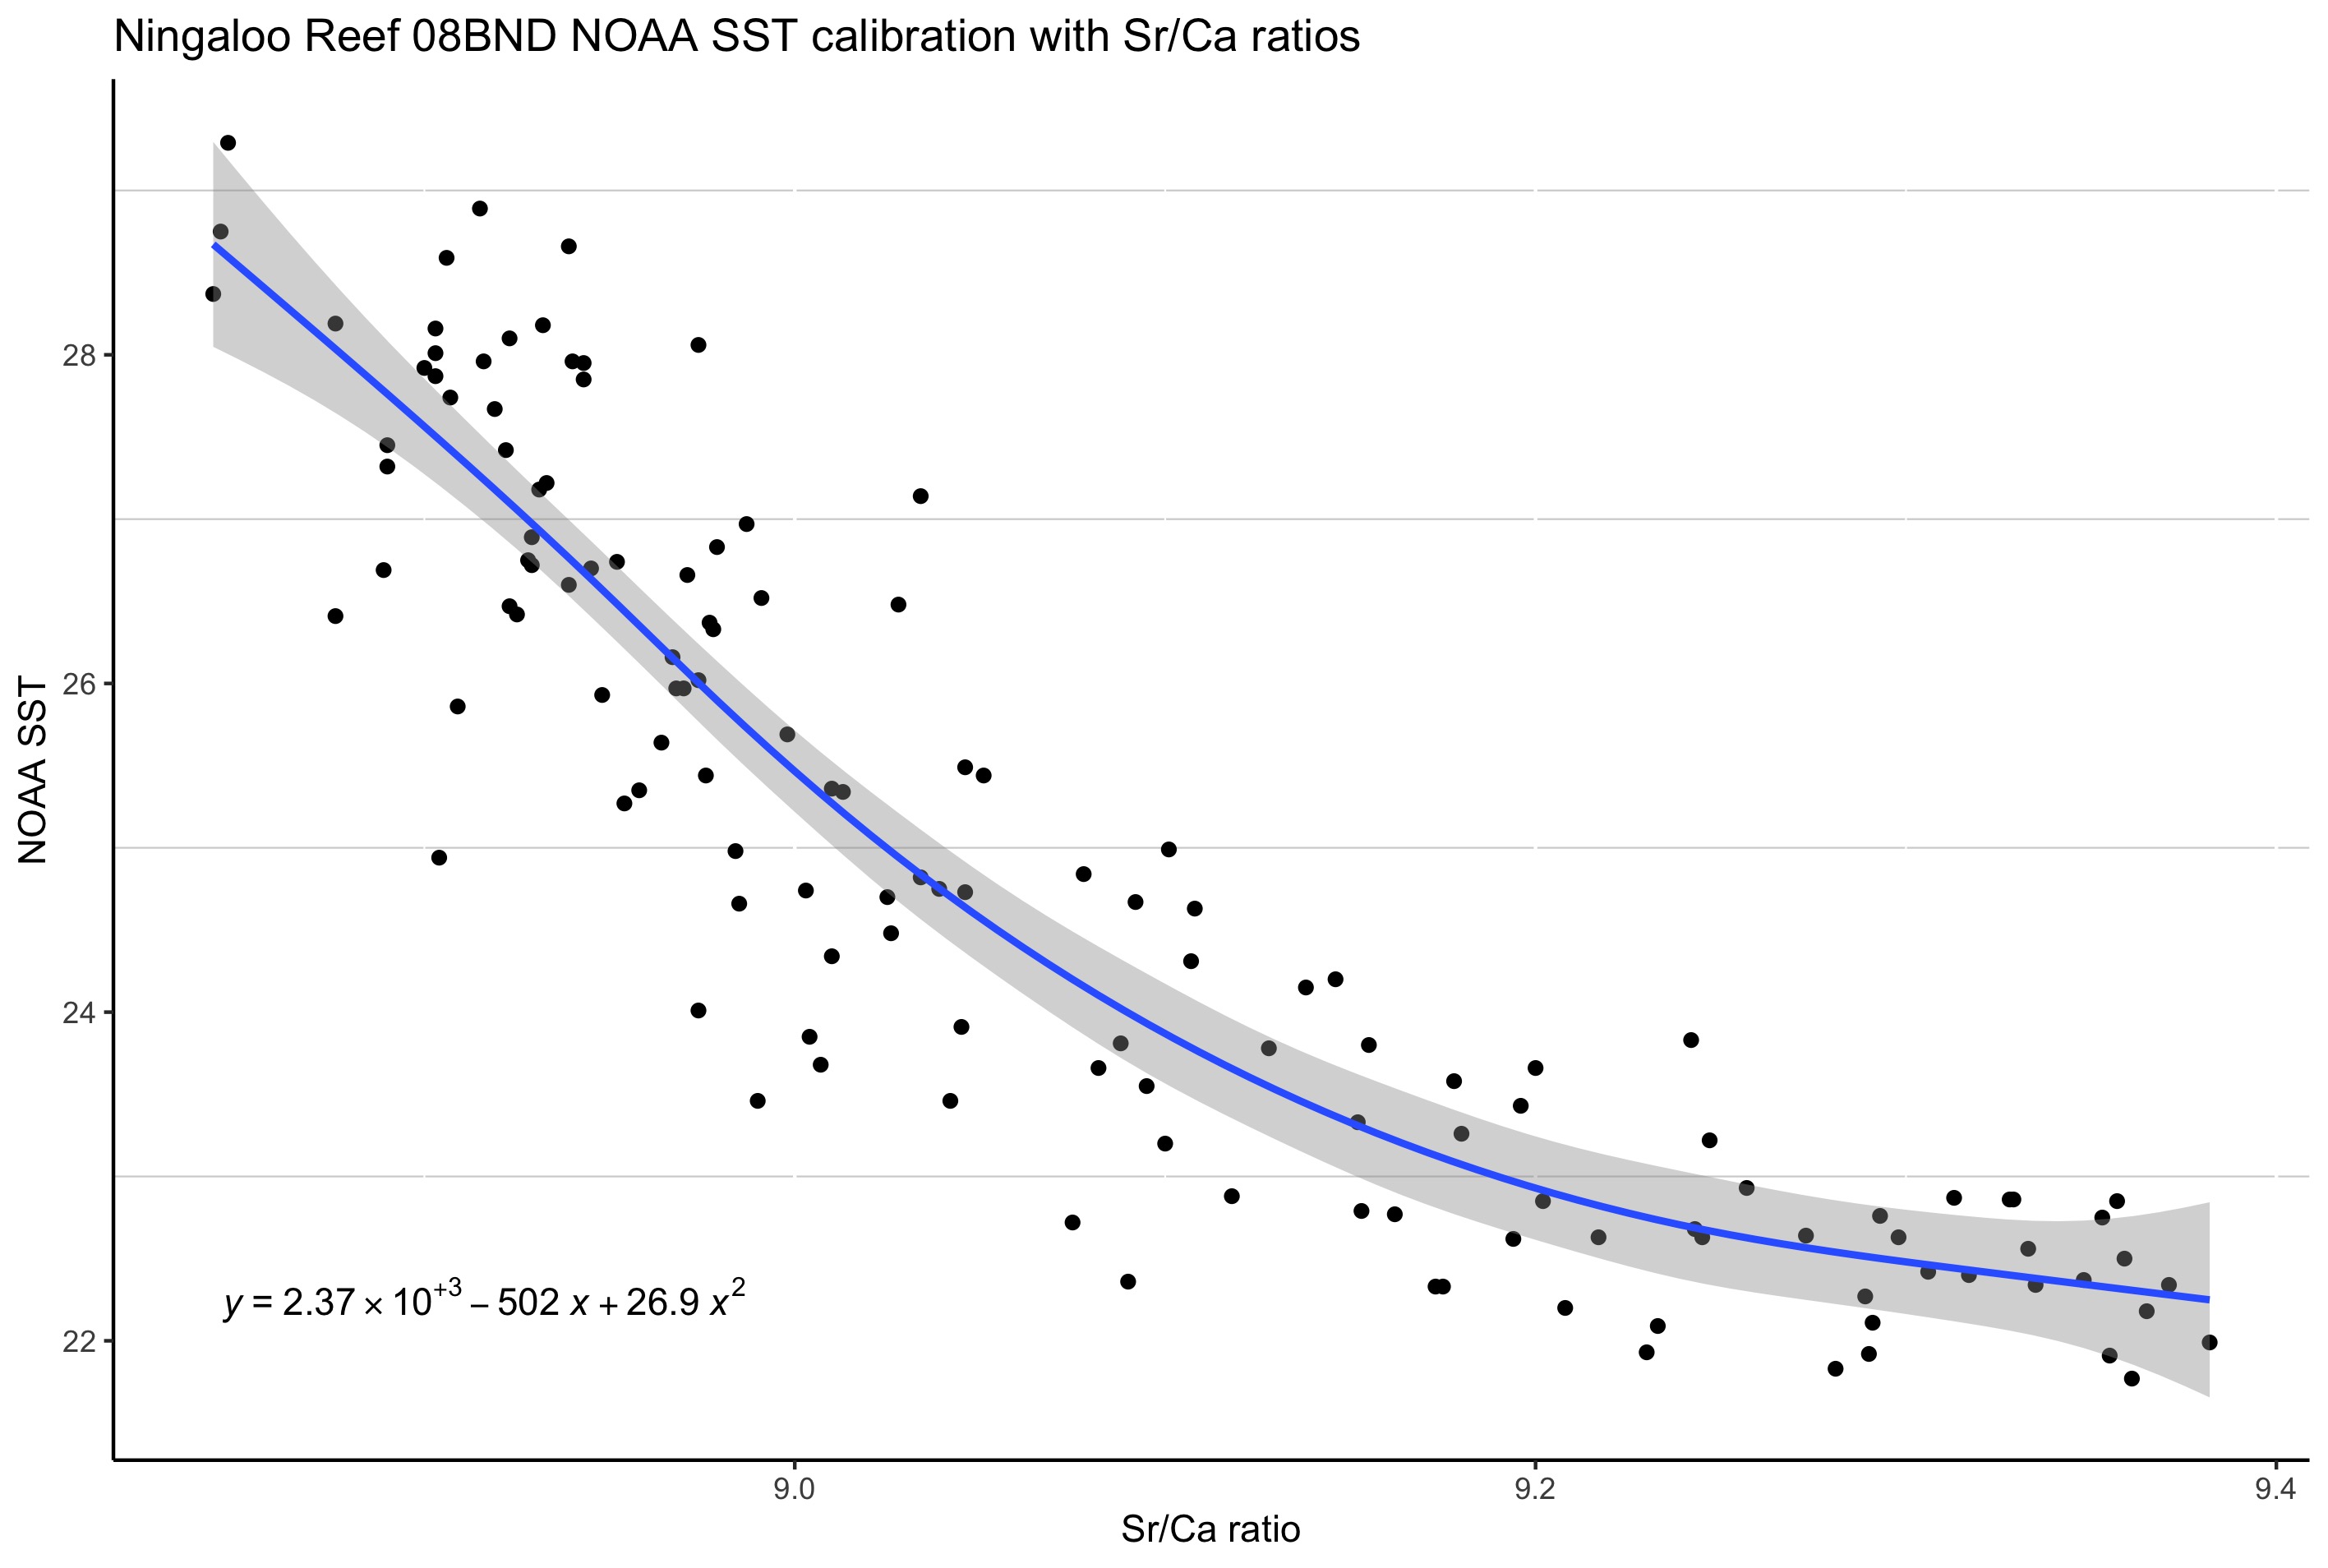 Ningaloo Reef 08BND NOAA SST calibration with Sr/Ca ratios
NOAA SST
28
26
24
22
y = 2.37 × 10⁺³ − 502 x + 26.9 x²
9.0 9.2 9.4
Sr/Ca ratio